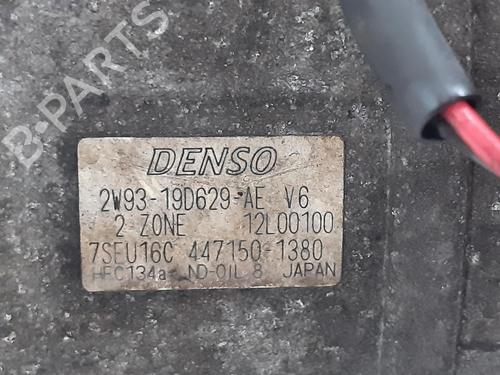 B-PARTS
DENSO
2W93-19D629-AE V6
2 ZONE 12L00100
7SEU16C 447150-1380
HFC134a ND-OIL 8 JAPAN